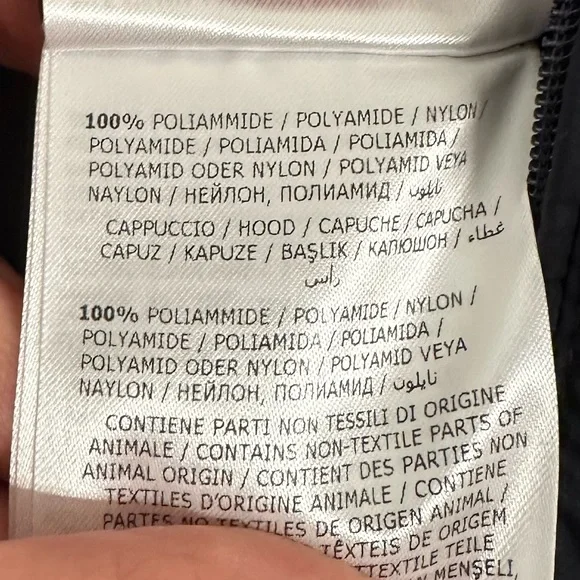 100% POLIAMMIDE / POLYAMIDE / NYLON /
POLYAMIDE / POLIAMIDA / POLIAMIDA /
POLYAMID ODER NYLON / POLYAMID VEYA
NAYLON / НЕЙЛОН, ПОЛИАМИД / نايلون
CAPPUCCIO / HOOD / CAPUCHE / CAPUCHA /
CAPUZ / KAPUZE / BAŞLIK / КАПЮШОН / غطاء
رأس
100% POLIAMMIDE / POLYAMIDE / NYLON /
POLYAMIDE / POLIAMIDA / POLIAMIDA /
POLYAMID ODER NYLON / POLYAMID VEYA
NAYLON / НЕЙЛОН, ПОЛИАМИД / نايلون
CONTIENE PARTI NON TESSILI DI ORIGINE
ANIMALE / CONTAINS NON-TEXTILE PARTS OF
ANIMAL ORIGIN / CONTIENT DES PARTIES NON
TEXTILES D'ORIGINE ANIMALE / CONTIENE
PARTES NO TEXTILES DE ORIGEN ANIMAL /
TÊXTEIS DE ORIGEM
TEILE
MENŞELİ,